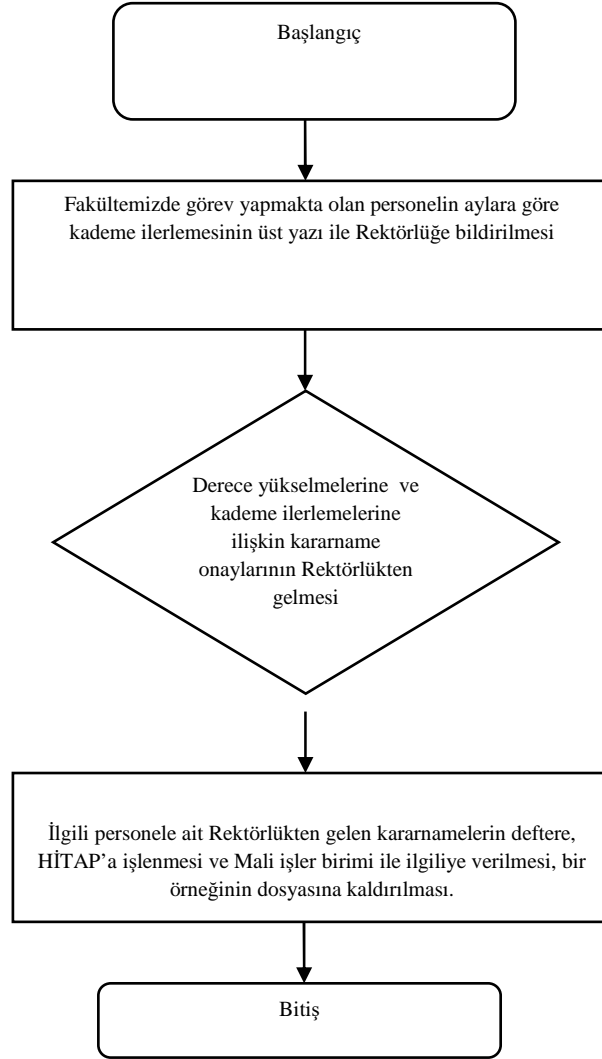 Başlangıç
Fakültemizde görev yapmakta olan personelin aylara göre
kademe ilerlemesinin üst yazı ile Rektörlüğe bildirilmesi
Derece yükselmelerine ve
kademe ilerlemelerine
ilişkin kararname
onaylarının Rektörlükten
gelmesi
İlgili personele ait Rektörlükten gelen kararnamelerin deftere,
HİTAP’a işlenmesi ve Mali işler birimi ile ilgiliye verilmesi, bir
örneğinin dosyasına kaldırılması.
Bitiş